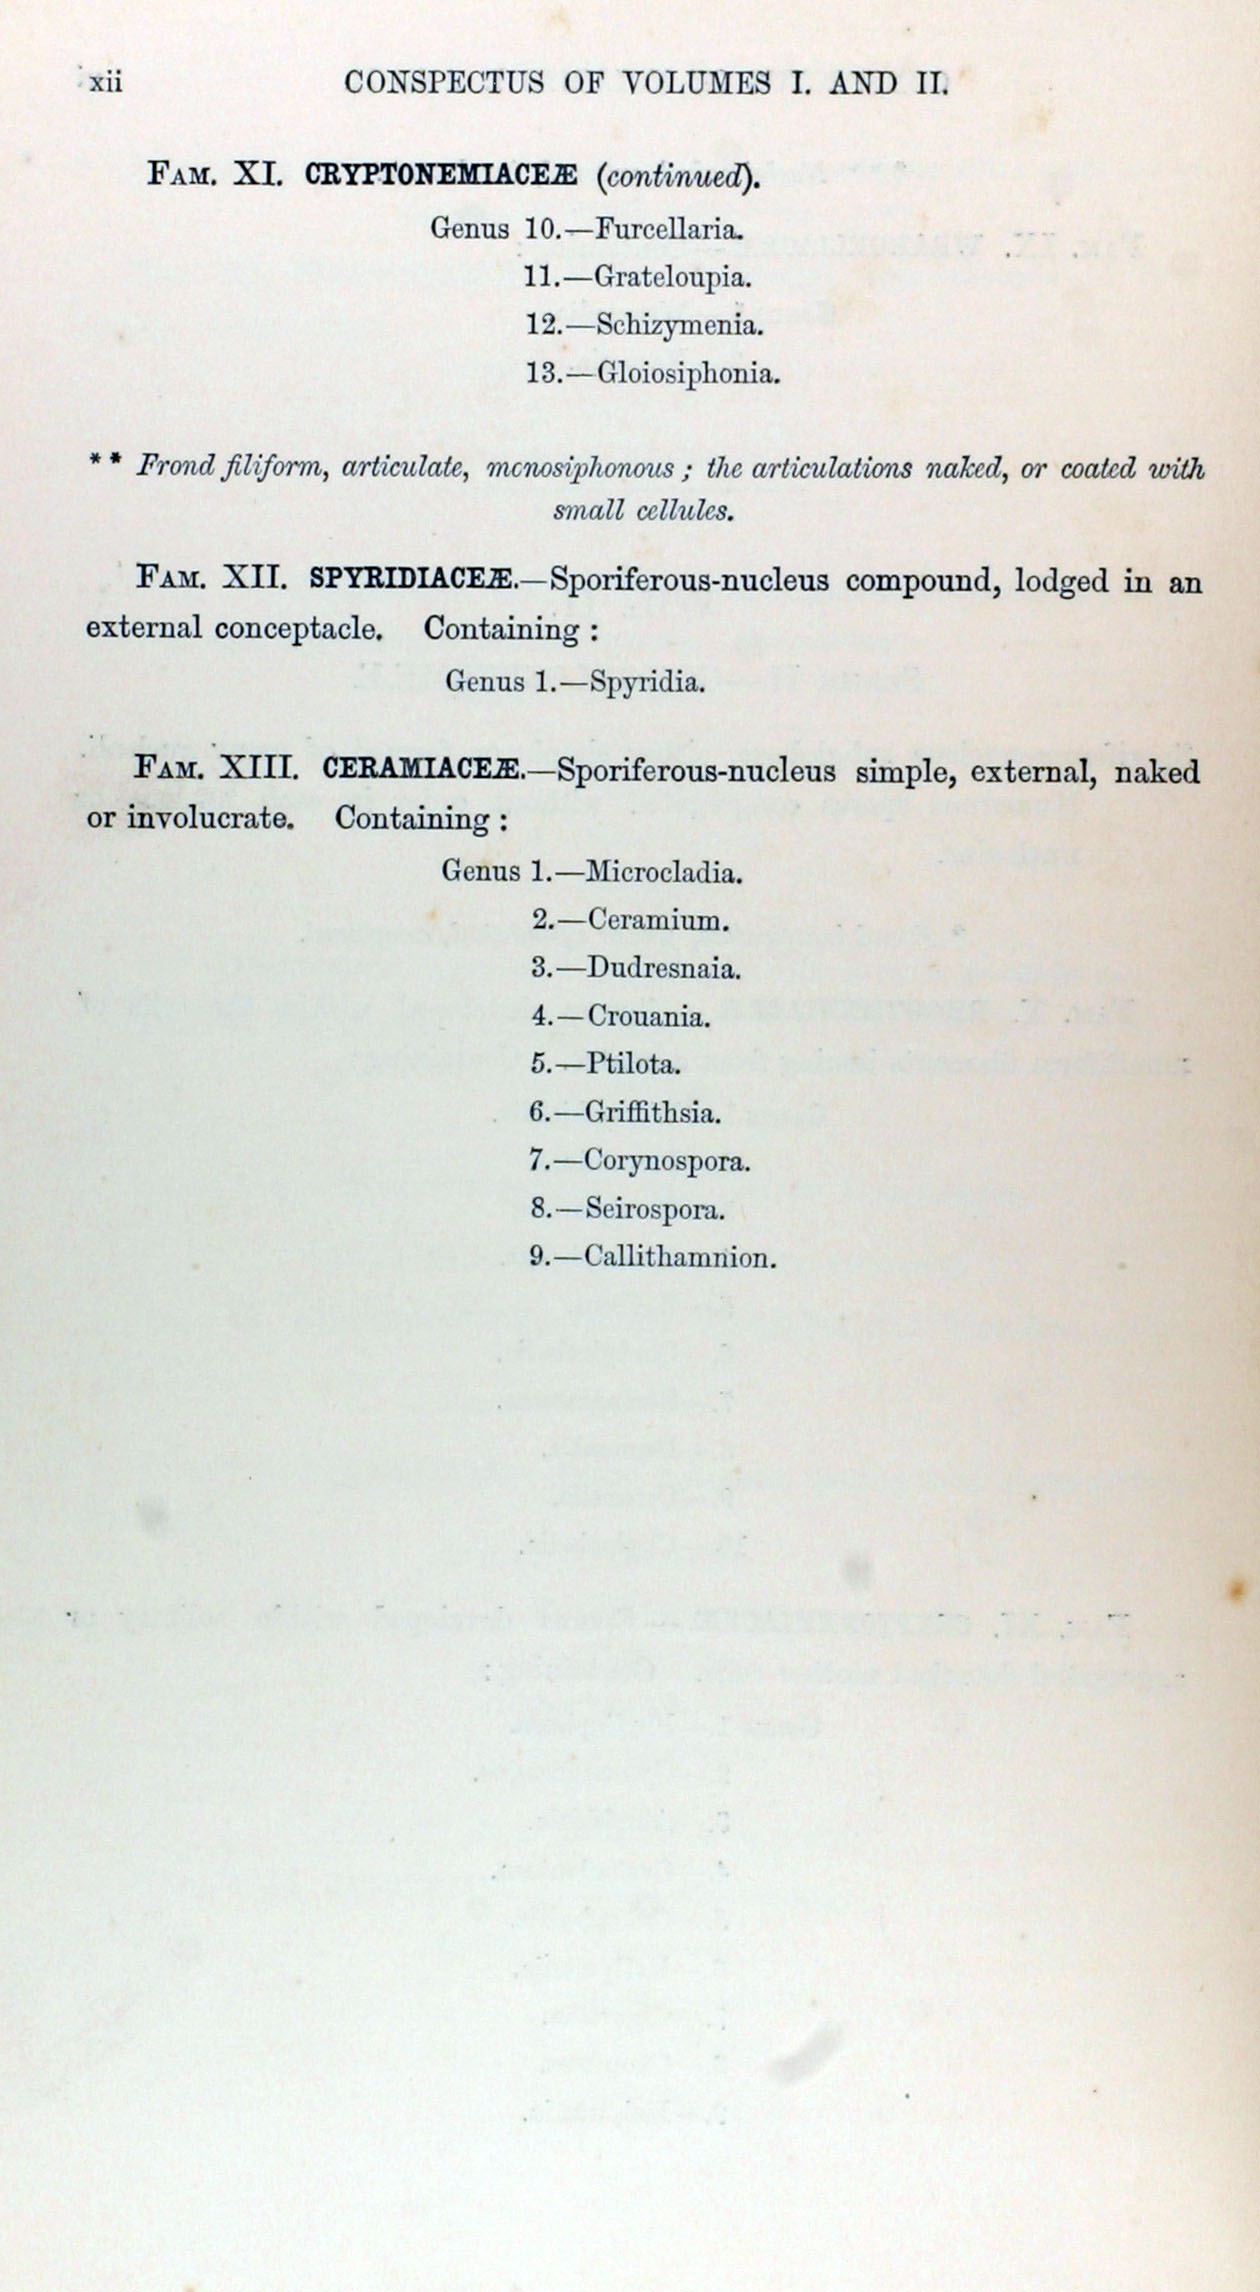 xii CONSPECTUS OF VOLUMES I. AND II.
FAM. XI. CRYPTONEMIACEÆ (continued).
Genus 10.—Furcellaria.
11.—Grateloupia.
12.—Schizymenia.
13.—Gloiosiphonia.
** Frond filiform, articulate, monosiphonous; the articulations naked, or coated with
small cellules.
FAM. XII. SPYRIDIACEÆ.—Sporiferous-nucleus compound, lodged in an
external conceptacle. Containing:
Genus 1.—Spyridia.
FAM. XIII. CERAMIACEÆ.—Sporiferous-nucleus simple, external, naked
or involucrate. Containing:
Genus 1.—Microcladia.
2.—Ceramium.
3.—Dudresnaia.
4.—Crouania.
5.—Ptilota.
6.—Griffithsia.
7.—Corynospora.
8.—Seirospora.
9.—Callithamnion.